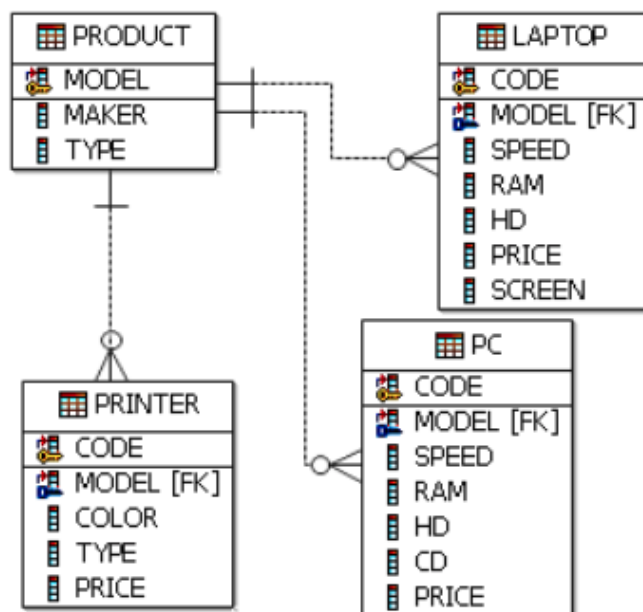 PRODUCT
MODEL
MAKER
TYPE
LAPTOP
CODE
MODEL [FK]
SPEED
RAM
HD
PRICE
SCREEN
PRINTER
CODE
MODEL [FK]
COLOR
TYPE
PRICE
PC
CODE
MODEL [FK]
SPEED
RAM
HD
CD
PRICE